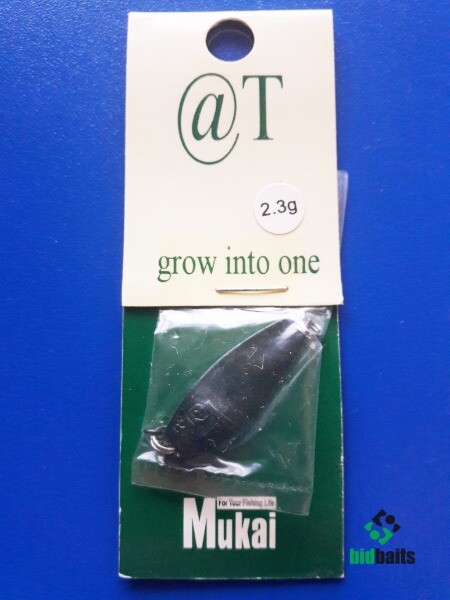 @T
2.3g
grow into one
For Your Fishing Life
Mukai
bidbaits